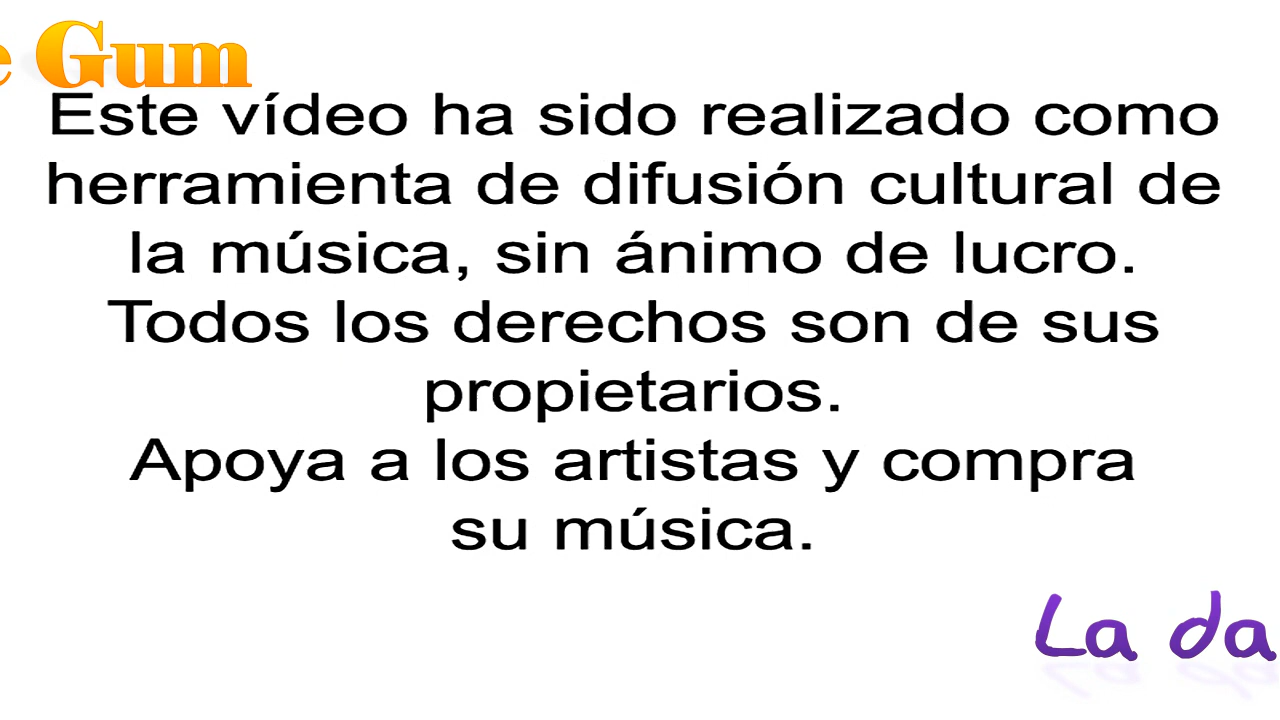 e Gum
Este vídeo ha sido realizado como
herramienta de difusión cultural de
la música, sin ánimo de lucro.
Todos los derechos son de sus
propietarios.
Apoya a los artistas y compra
su música.
La da